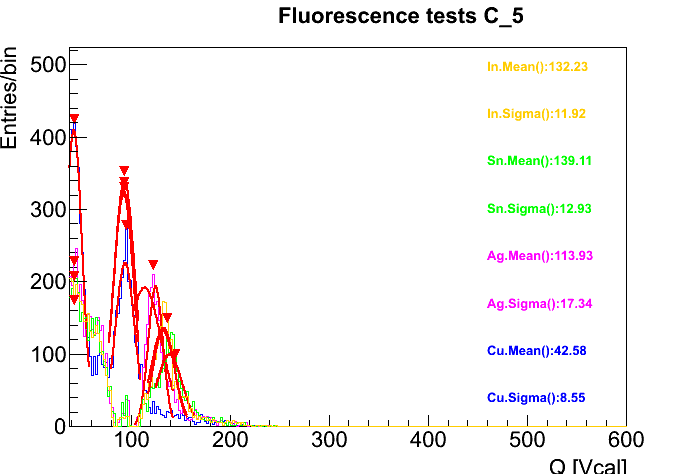 Fluorescence tests C_5
Entries/bin
500
400
300
200
100
0
In.Mean():132.23
In.Sigma():11.92
Sn.Mean():139.11
Sn.Sigma():12.93
Ag.Mean():113.93
Ag.Sigma():17.34
Cu.Mean():42.58
Cu.Sigma():8.55
100 200 300 400 500 600
Q [Vcal]